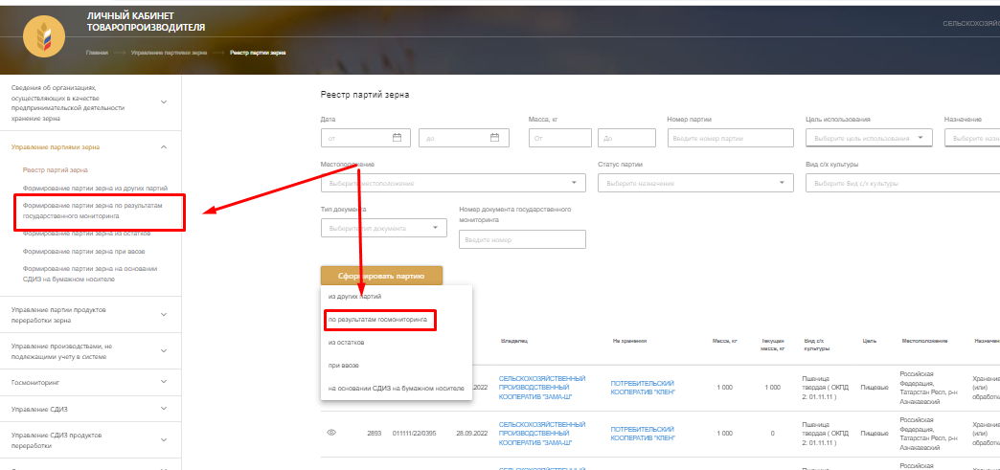 ЛИЧНЫЙ КАБИНЕТ
ТОВАРОПРОИЗВОДИТЕЛЯ
СЕЛЬСКОХОЗЯЙС
Главная
Управление партиями зерна
Реестр партий зерна
Сведения об организациях,
осуществляющих в качестве
предпринимательской деятельности
хранение зерна
Управление партиями зерна
Реестр партий зерна
Формирование партии зерна из других партий
Формирование партии зерна по результатам
государственного мониторинга
Формирование партии зерна из остатков
Формирование партии зерна при ввозе
Формирование партии зерна на основании
СДИЗ на бумажном носителе
Управление партии продуктов
переработки зерна
Управление производствами, не
подлежащими учету в системе
Госмониторинг
Управление СДИЗ
Управление СДИЗ продуктов
переработки
Реестр партий зерна
Дата
Масса, кг
Номер партии
Цель использования
Назначение
от
до
От
До
Введите номер партии
Выберите цель использования
Выберите назн
Местоположение
Статус партии
Вид с/х культуры
Выберите местоположение
Выберите назначение
Выберите Вид с/х культуры
Тип документа
Номер документа государственного
мониторинга
Выберите тип документа
Введите номер
Сформировать партию
из других партий
по результатам госмониторинга
из остатков
при ввозе
на основании СДИЗ на бумажном носителе
Владелец
На хранении
Масса, кг
Текущая
масса, кг
Вид с/х
культуры
Цель
Местоположение
Назначени
.2022
СЕЛЬСКОХОЗЯЙСТВЕННЫЙ
ПРОИЗВОДСТВЕННЫЙ
КООПЕРАТИВ "ЗАМА-Ш"
ПОТРЕБИТЕЛЬСКИЙ
КООПЕРАТИВ "КЛЕН"
1 000
1 000
Пшеница
твердая ( ОКПД
2: 01.11.11 )
Пищевые
Российская
Федерация,
Татарстан Респ, р-н
Азнакаевский
Хранение
(или)
обработка
2893
011111/22/0395
28.09.2022
СЕЛЬСКОХОЗЯЙСТВЕННЫЙ
ПРОИЗВОДСТВЕННЫЙ
КООПЕРАТИВ "ЗАМА-Ш"
ПОТРЕБИТЕЛЬСКИЙ
КООПЕРАТИВ "КЛЕН"
1 000
0
Пшеница
твердая ( ОКПД
2: 01.11.11 )
Пищевые
Российская
Федерация,
Татарстан Респ, р-н
Азнакаевский
Хранение
(или)
обработка
СЕЛЬСКОХОЗЯЙСТВЕННЫЙ
Пшеница
Российская